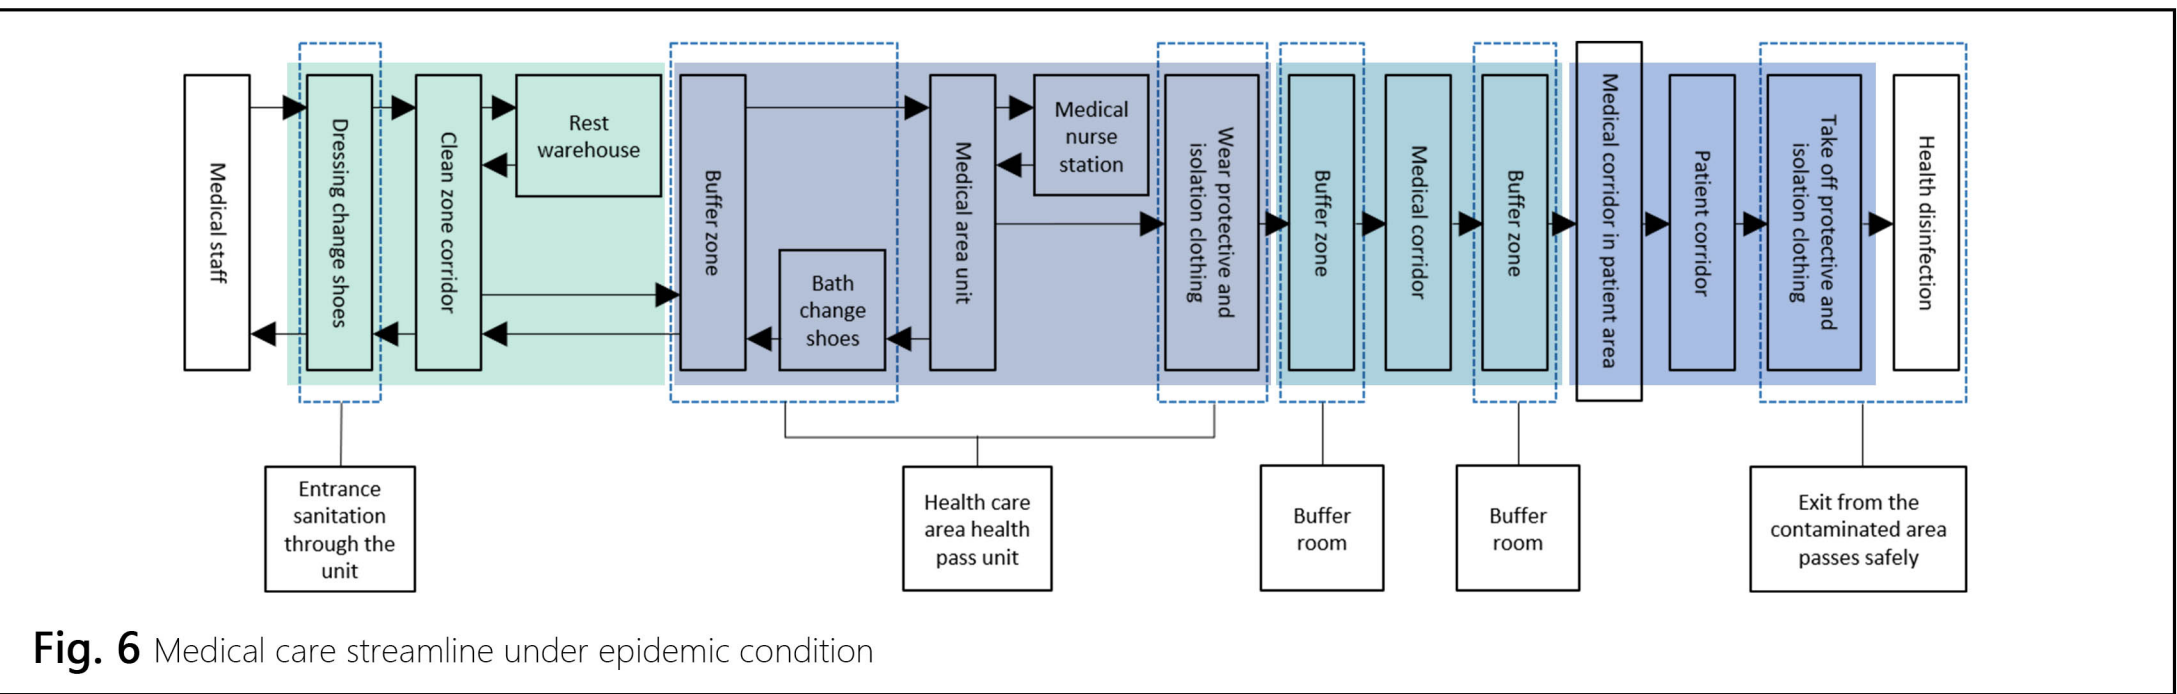 Medical staff
Dressing change shoes
Clean zone corridor
Rest
warehouse
Buffer zone
Bath
change
shoes
Medical area unit
Medical
nurse
station
Wear protective and
isolation clothing
Buffer zone
Medical corridor
Buffer zone
Medical corridor in patient area
Patient corridor
Take off protective and
isolation clothing
Health disinfection
Entrance
sanitation
through the
unit
Health care
area health
pass unit
Buffer
room
Buffer
room
Exit from the
contaminated area
passes safely
Fig. 6 Medical care streamline under epidemic condition